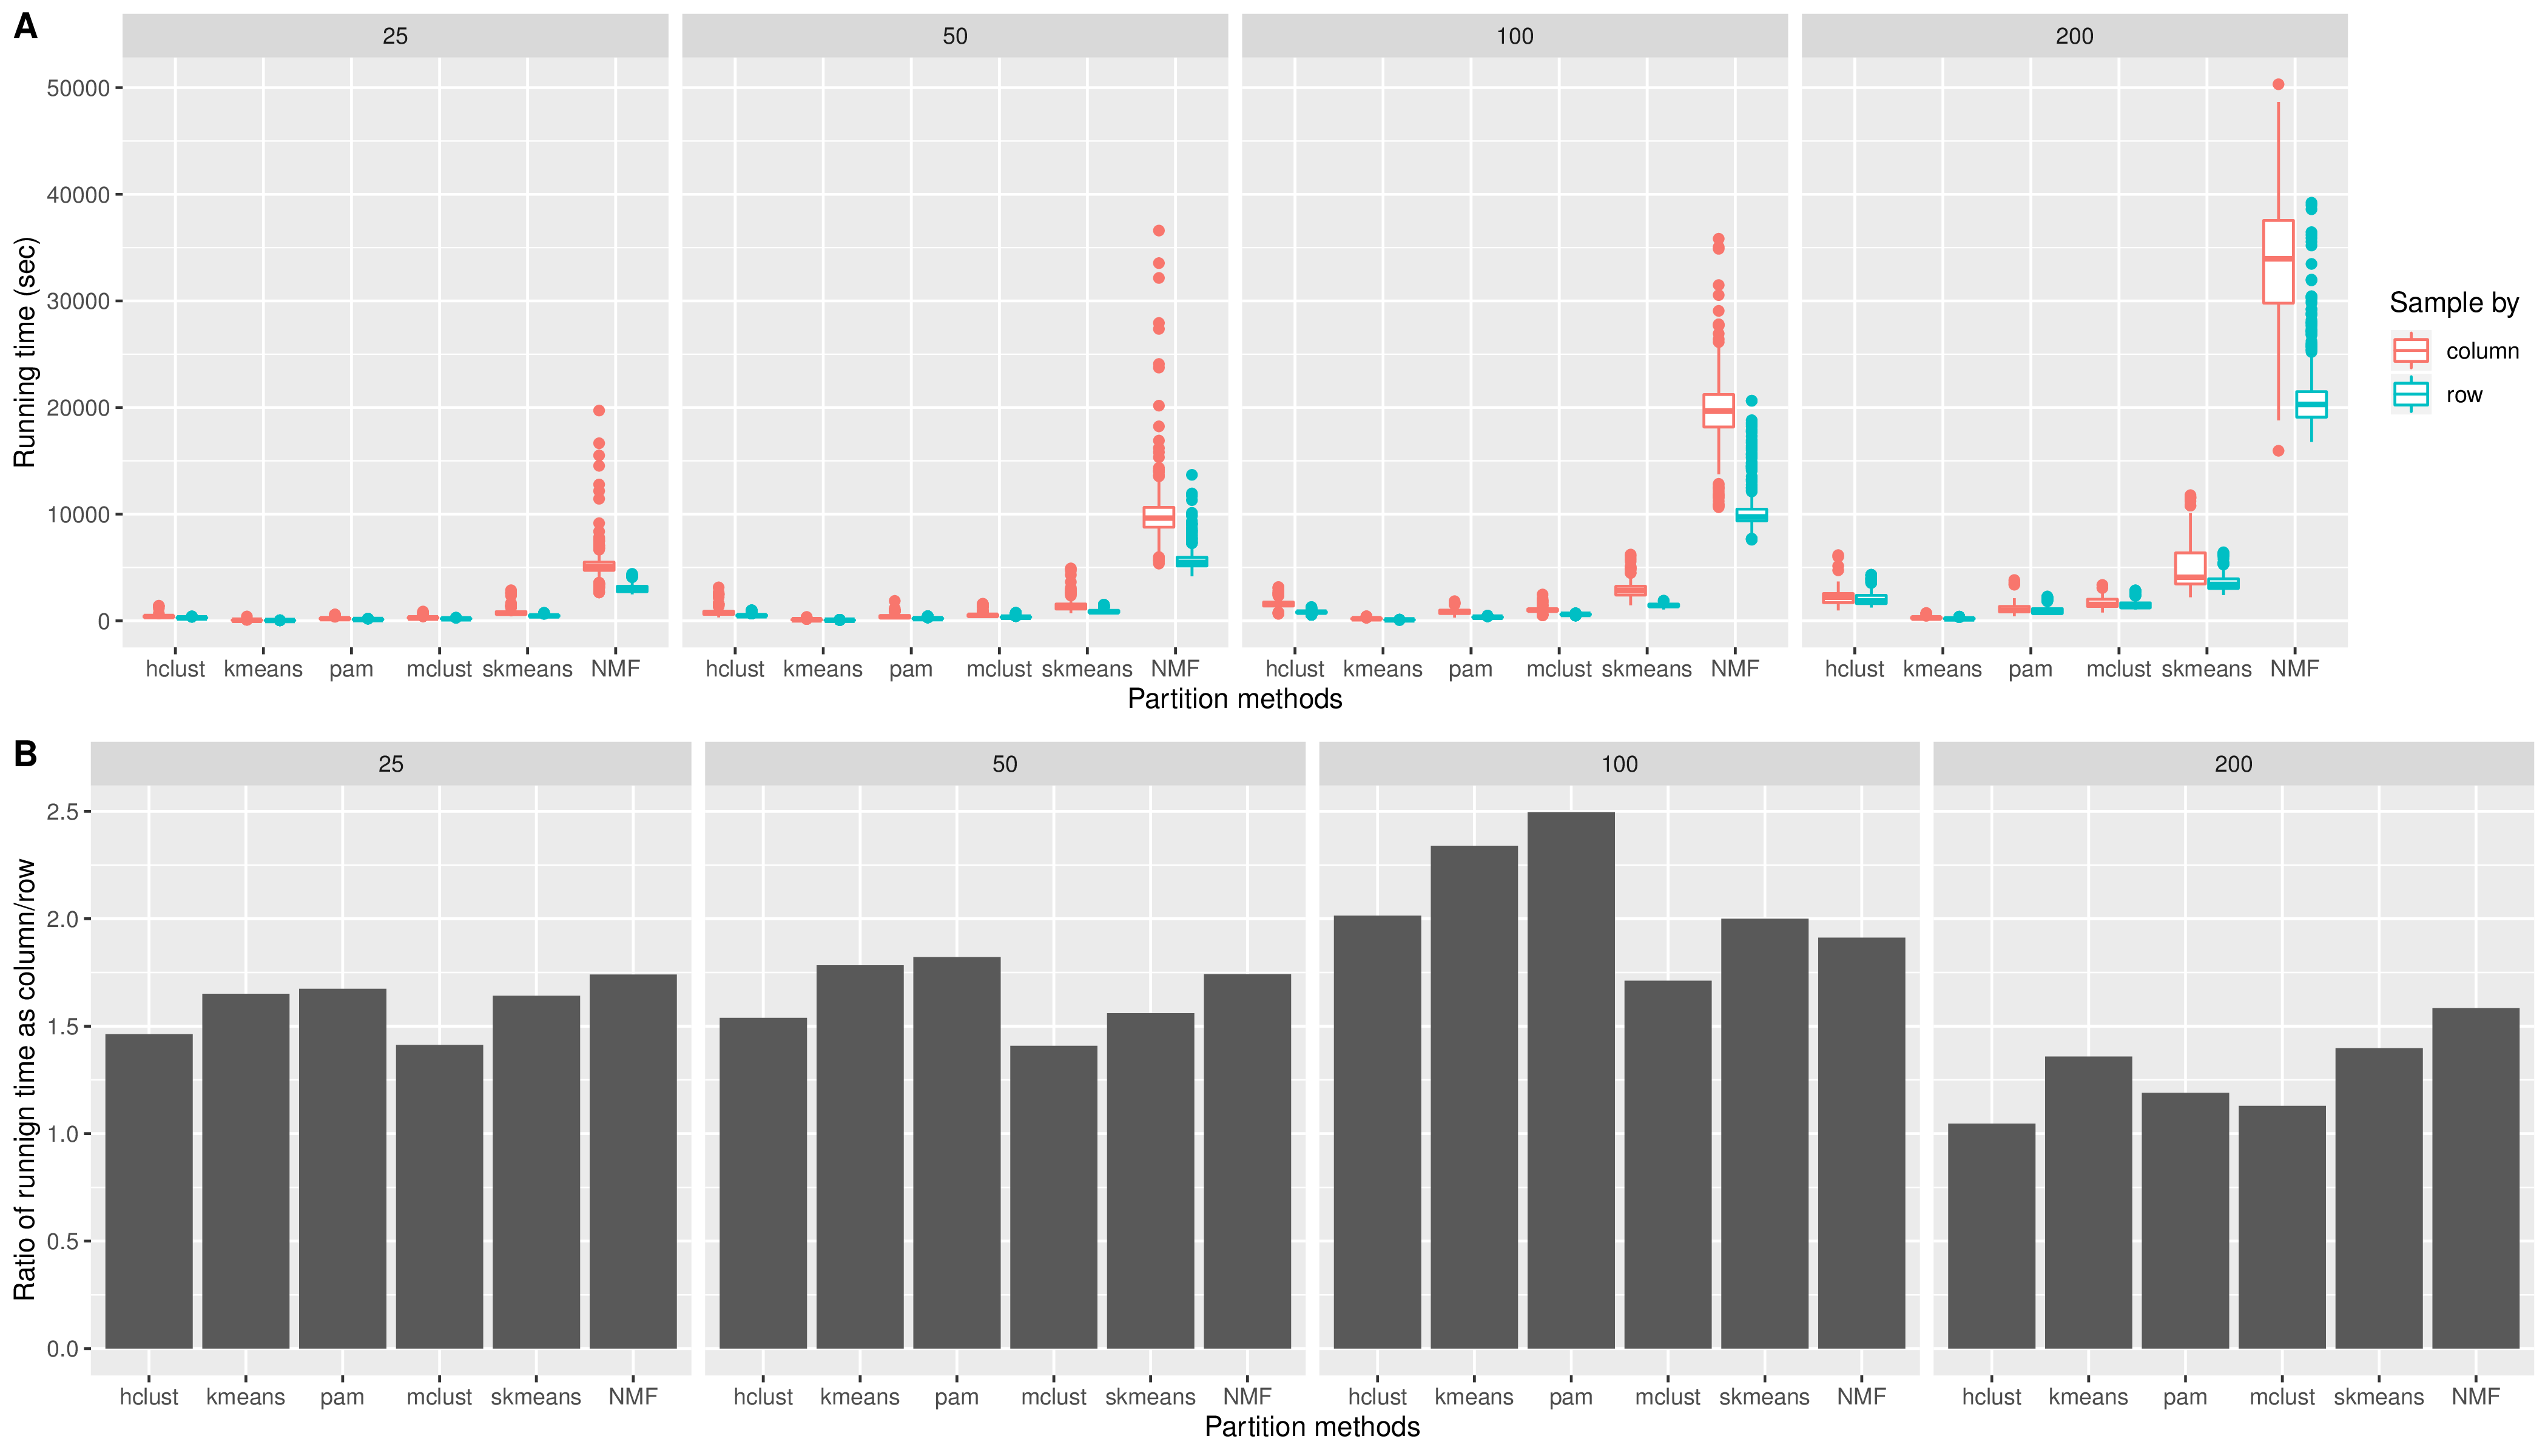 A
25 50 100 200
50000
40000
30000
20000
10000
0
Running time (sec)
hclust kmeans pam mclust skmeans NMF hclust kmeans pam mclust skmeans NMF hclust kmeans pam mclust skmeans NMF hclust kmeans pam mclust skmeans NMF
Partition methods
Sample by
column
row
B
25 50 100 200
2.5
2.0
1.5
1.0
0.5
0.0
Ratio of runnign time as column/row
hclust kmeans pam mclust skmeans NMF hclust kmeans pam mclust skmeans NMF hclust kmeans pam mclust skmeans NMF hclust kmeans pam mclust skmeans NMF
Partition methods